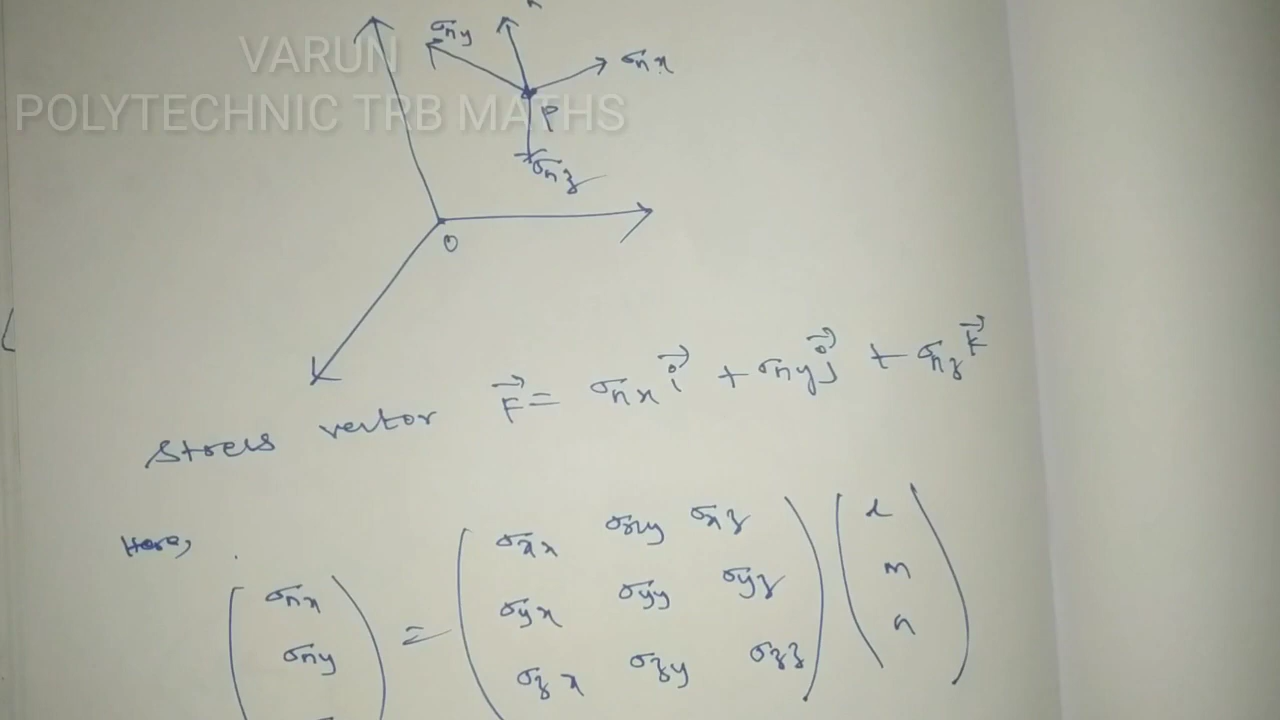 VARUN
POLYTECHNIC TRB MATHS
σny
σnx
P
σnz
O
Stress vector F⃗ = σnx i⃗ + σny j⃗ + σnz k⃗
Here,
( σnx ) = ( σxx σxy σxz ) ( l )
( σny ) ( σyx σyy σyz ) ( m )
( σzx σzy σzz ) ( n )